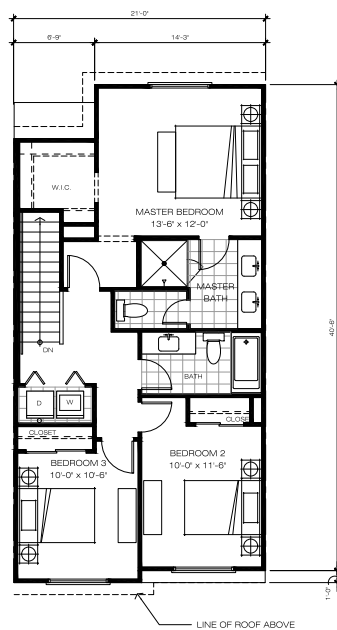 21'-0"
6'-9" 14'-3"
W.I.C.
MASTER BEDROOM
13'-6" x 12'-0"
MASTER
BATH
40'-6"
DN
BATH
D W
CLOSET
CLOSE
BEDROOM 3
10'-0" x 10'-6"
BEDROOM 2
10'-0" x 11'-6"
1'-0"
LINE OF ROOF ABOVE